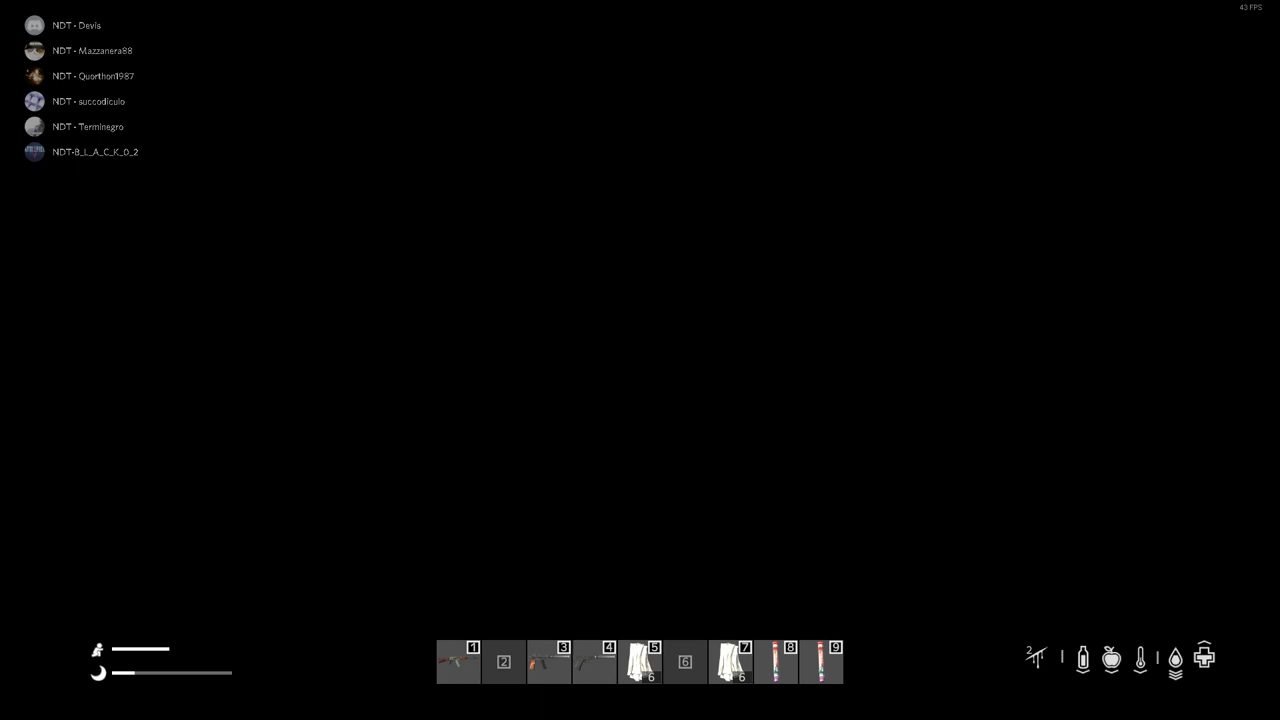 43 FPS
NDT - Devis
NDT - Mazzanera88
NDT - Quorthon1987
NDT - succodiculo
NDT - Terminegro
NDT-B_L_A_C_K_0_2
1
2
3
4
5
6
6
7
6
8
9
2